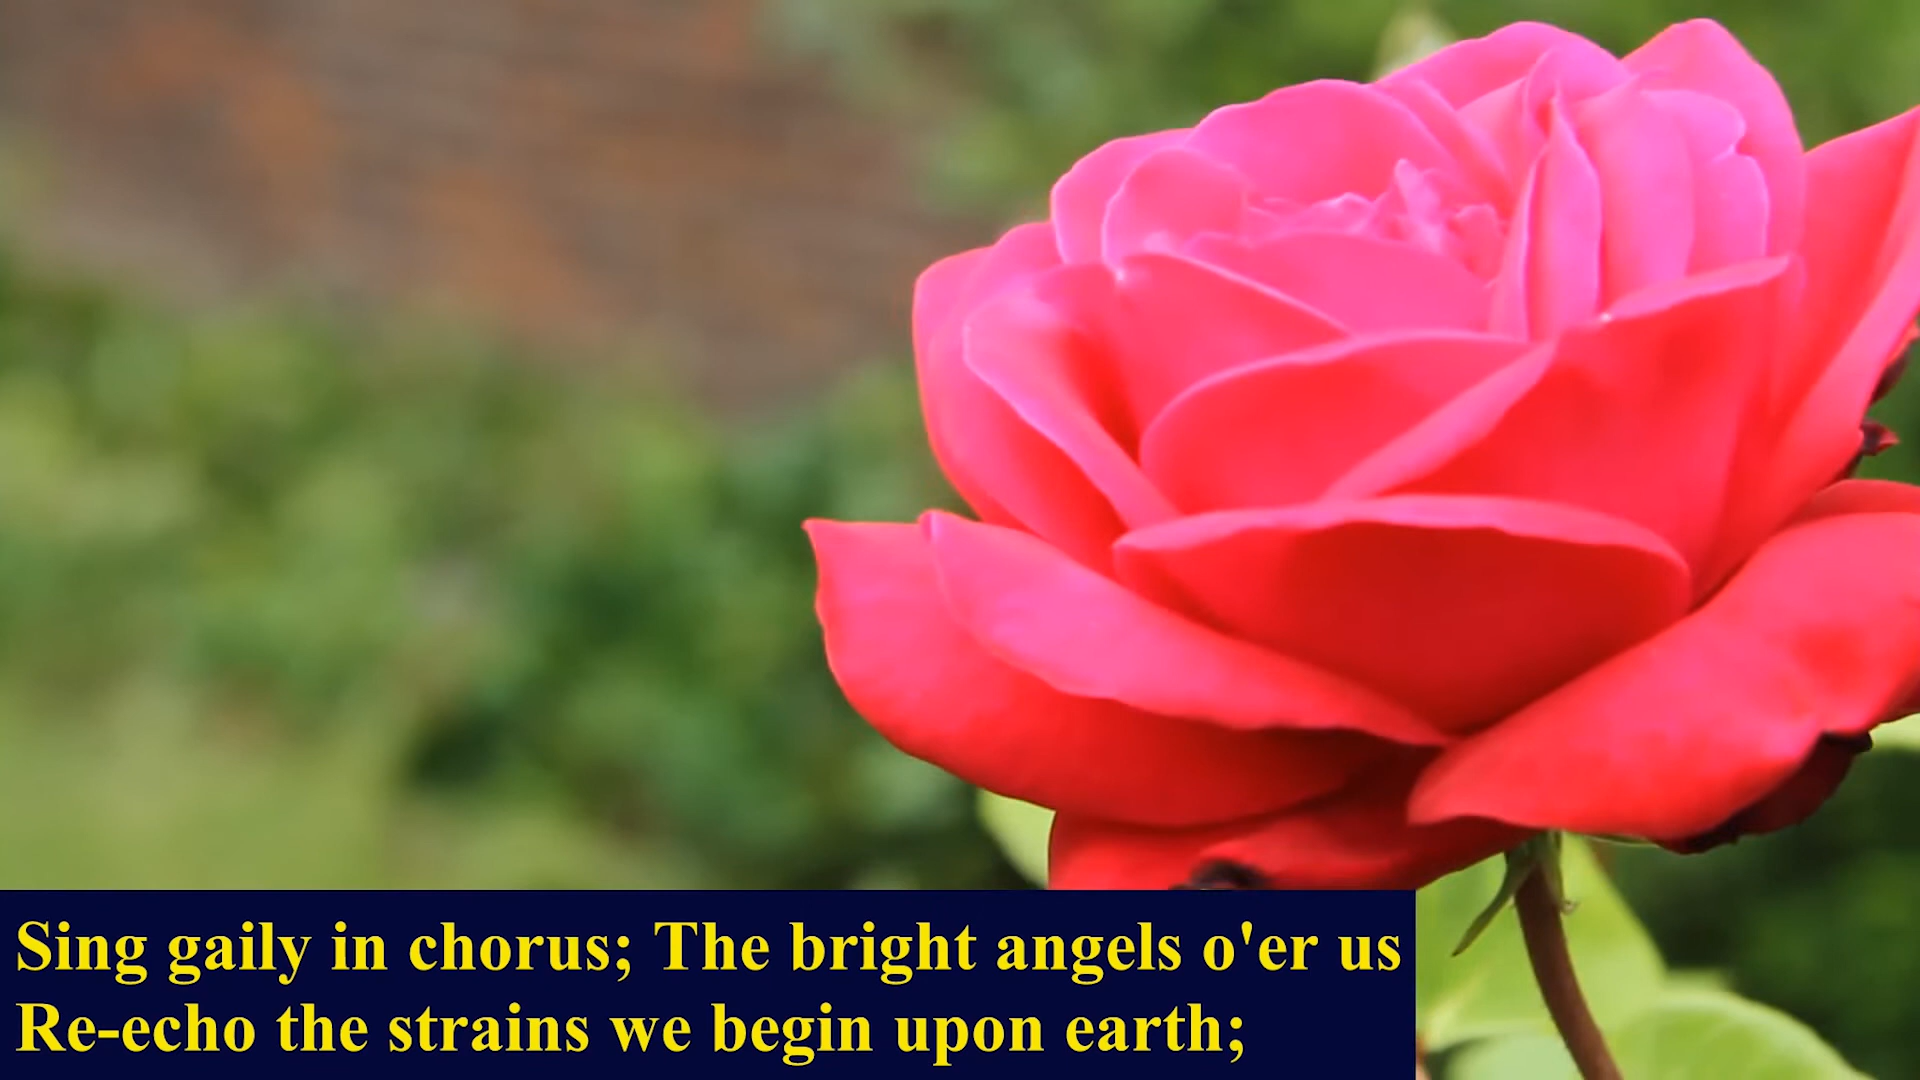 Sing gaily in chorus; The bright angels o'er us
Re-echo the strains we begin upon earth;